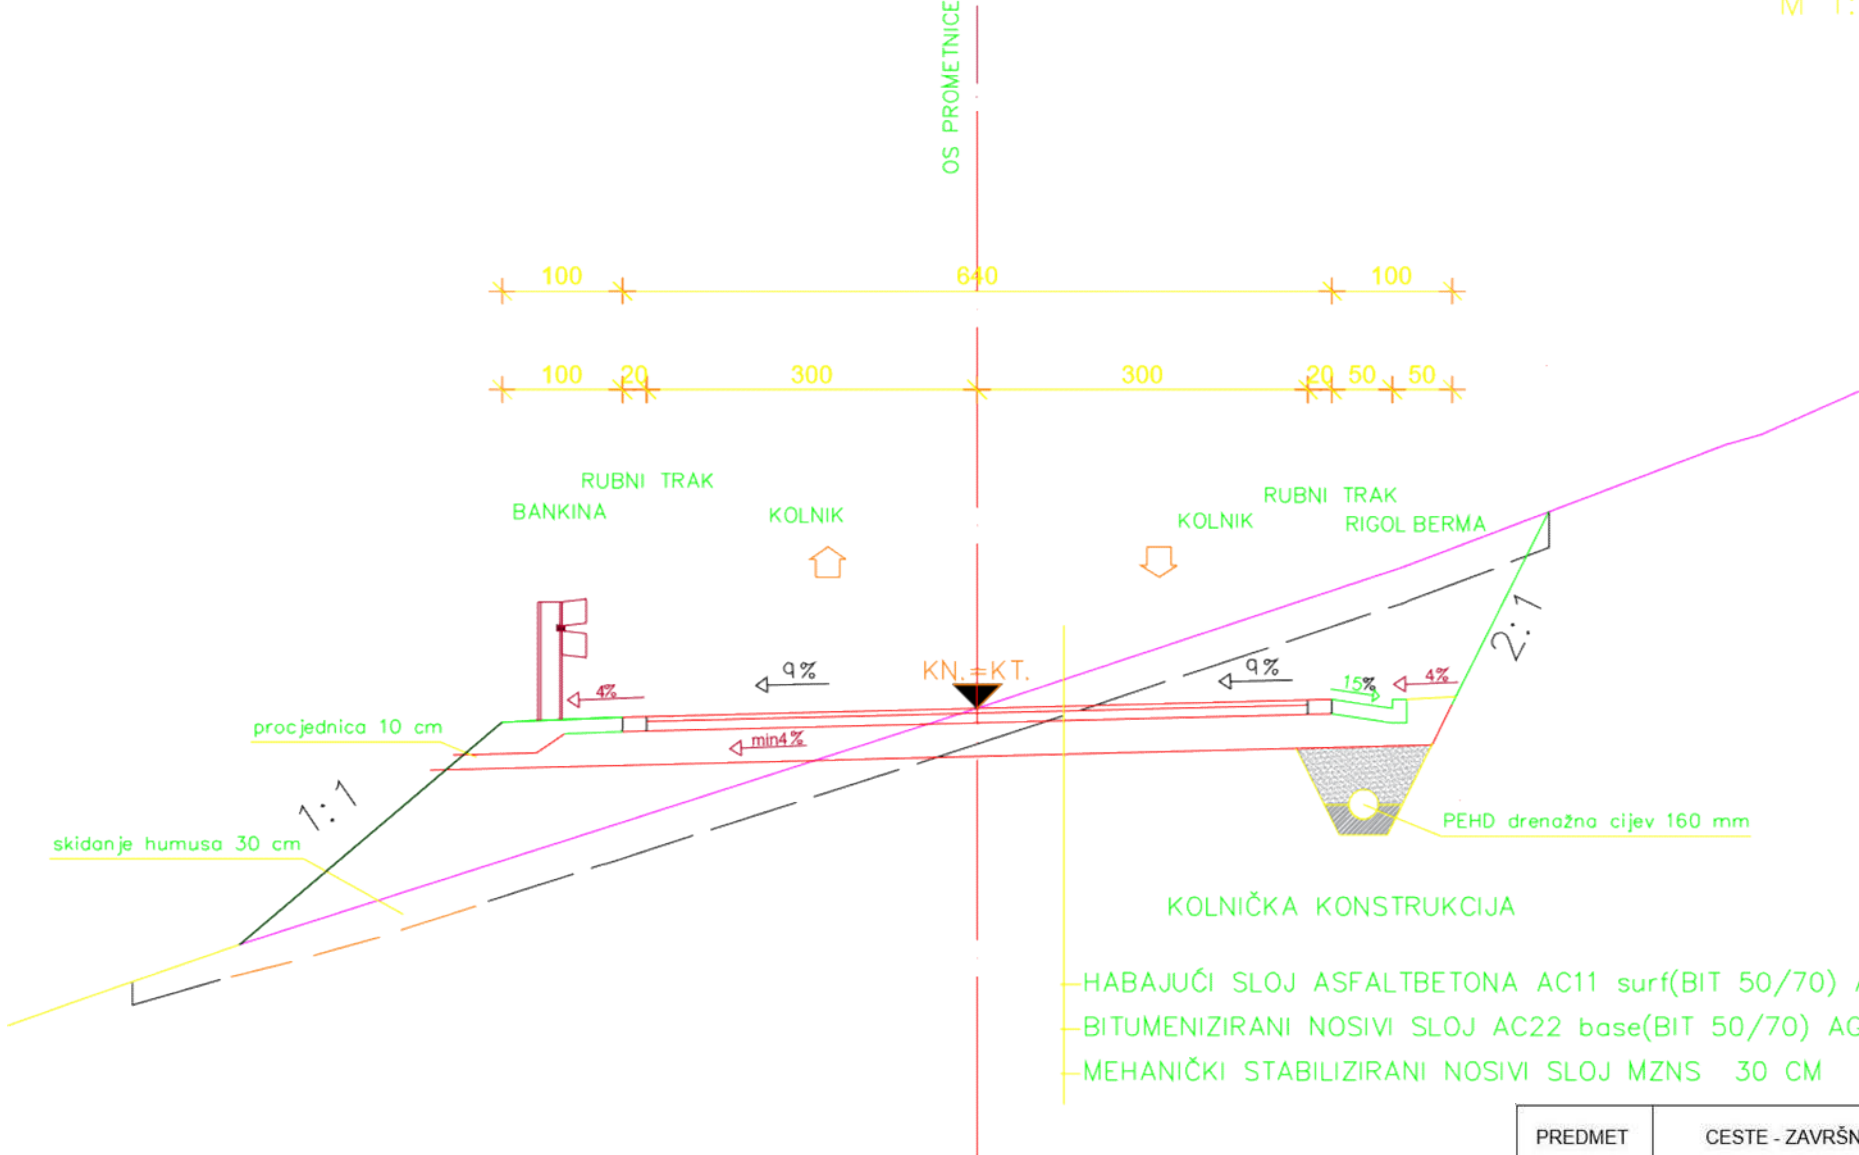 M 1:
OS PROMETNICE
100 640 100
100 20 300 300 20 50 50
RUBNI TRAK
BANKINA
KOLNIK
RUBNI TRAK
KOLNIK
RIGOL BERMA
2:1
9%
KN.=KT.
9%
4%
15%
4%
procjednica 10 cm
min4%
1:1
skidanje humusa 30 cm
PEHD drenažna cijev 160 mm
KOLNIČKA KONSTRUKCIJA
HABAJUĆI SLOJ ASFALTBETONA AC11 surf(BIT 50/70)
BITUMENIZIRANI NOSIVI SLOJ AC22 base(BIT 50/70) AG
MEHANIČKI STABILIZIRANI NOSIVI SLOJ MZNS 30 CM
PREDMET CESTE - ZAVRŠN